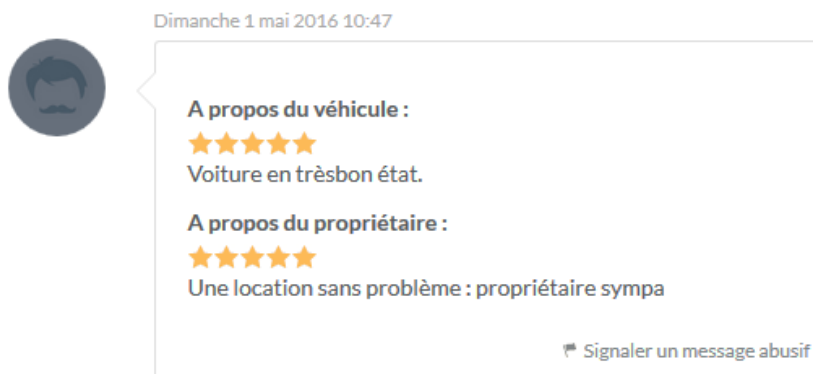 Dimanche 1 mai 2016 10:47
A propos du véhicule :
Voiture en trèsbon état.
A propos du propriétaire :
Une location sans problème : propriétaire sympa
Signaler un message abusif